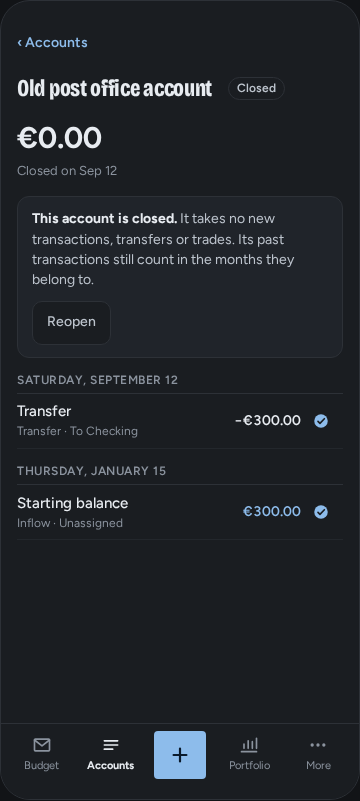 ‹ Accounts
Old post office account
Closed
€0.00
Closed on Sep 12
This account is closed. It takes no new
transactions, transfers or trades. Its past
transactions still count in the months they
belong to.
Reopen
SATURDAY, SEPTEMBER 12
Transfer
−€300.00
Transfer · To Checking
THURSDAY, JANUARY 15
Starting balance
€300.00
Inflow · Unassigned
Budget
Accounts
+
Portfolio
More